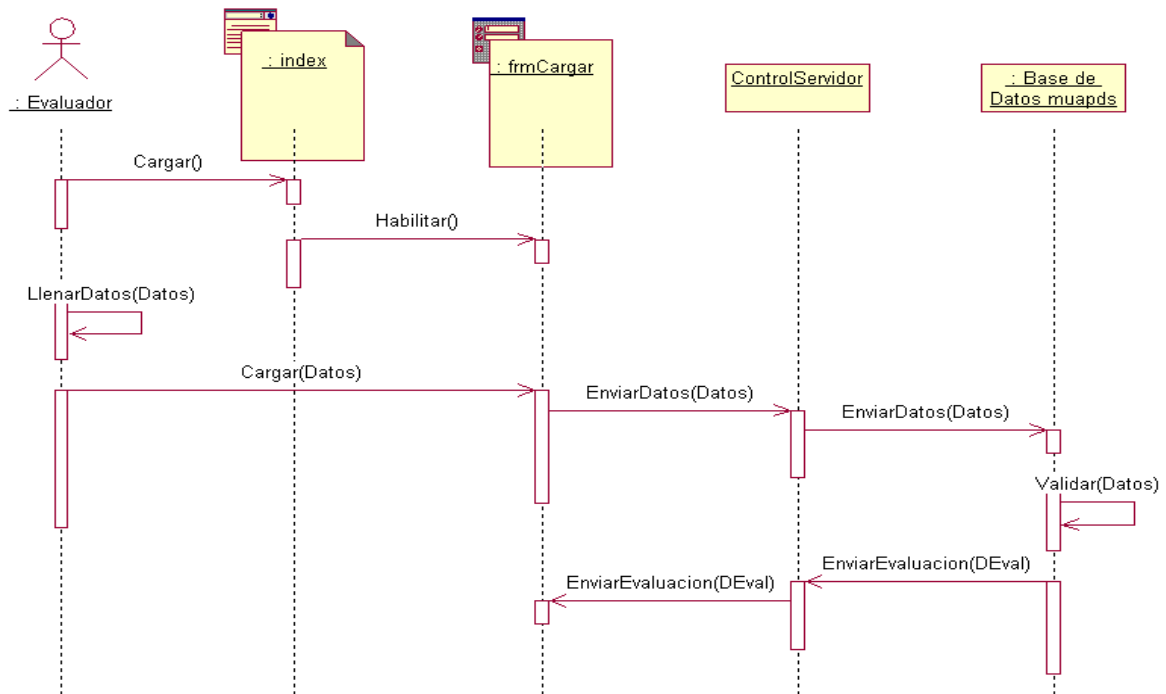 : Evaluador
: index
: frmCargar
ControlServidor
: Base de
Datos muapds
Cargar()
Habilitar()
LlenarDatos(Datos)
Cargar(Datos)
EnviarDatos(Datos)
EnviarDatos(Datos)
Validar(Datos)
EnviarEvaluacion(DEval)
EnviarEvaluacion(DEval)